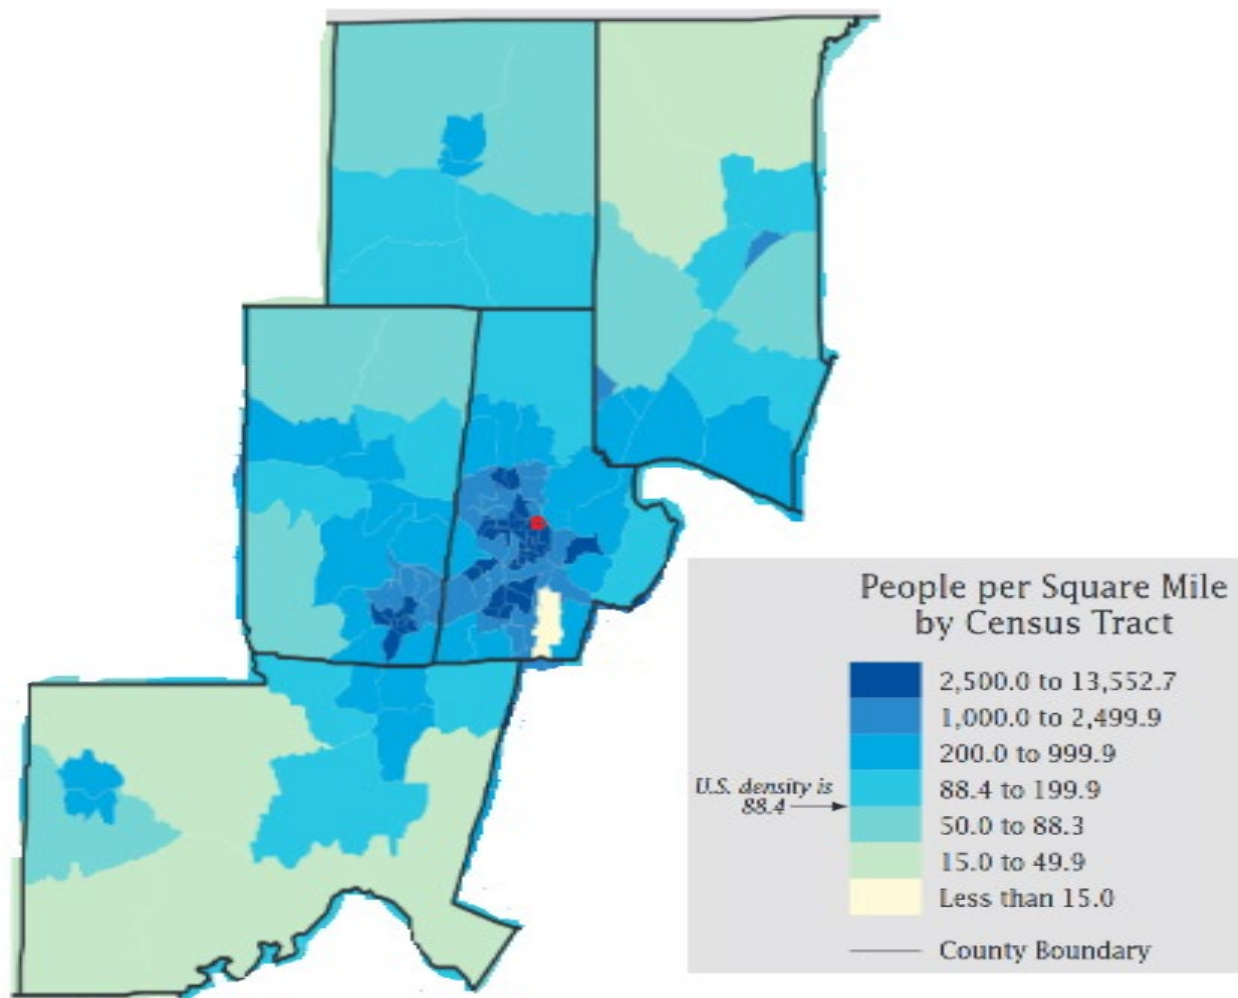 People per Square Mile
by Census Tract
2,500.0 to 13,552.7
1,000.0 to 2,499.9
200.0 to 999.9
88.4 to 199.9
U.S. density is
88.4
50.0 to 88.3
15.0 to 49.9
Less than 15.0
County Boundary